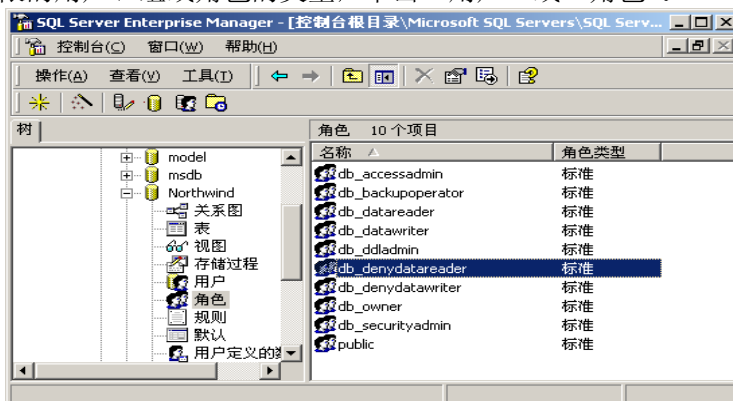 SQL Server Enterprise Manager - [控制台根目录\Microsoft SQL Servers\SQL Serv...
控制台(C) 窗口(W) 帮助(H)
操作(A) 查看(V) 工具(T)
树
角色 10 个项目
名称 角色类型
model
msdb
Northwind
关系图
表
视图
存储过程
用户
角色
规则
默认
用户定义的
db_accessadmin 标准
db_backupoperator 标准
db_datareader 标准
db_datawriter 标准
db_ddladmin 标准
db_denydatareader 标准
db_denydatawriter 标准
db_owner 标准
db_securityadmin 标准
public 标准